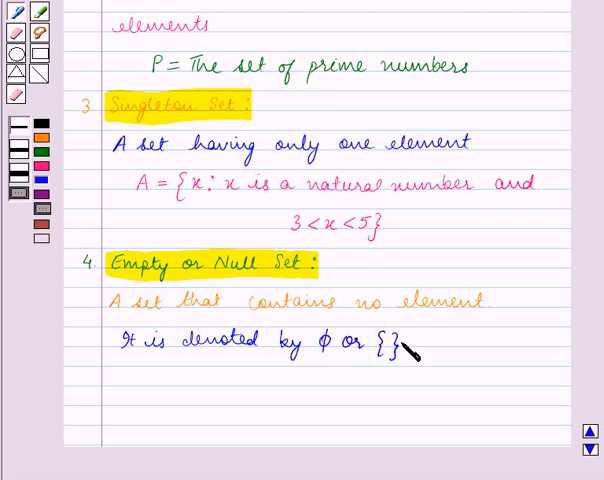 elements
P = The set of prime numbers
3. Singleton Set :
A set having only one element
A = {x : x is a natural number and
3 < x < 5}
4. Empty or Null Set :
A set that contains no element.
It is denoted by ϕ or { }